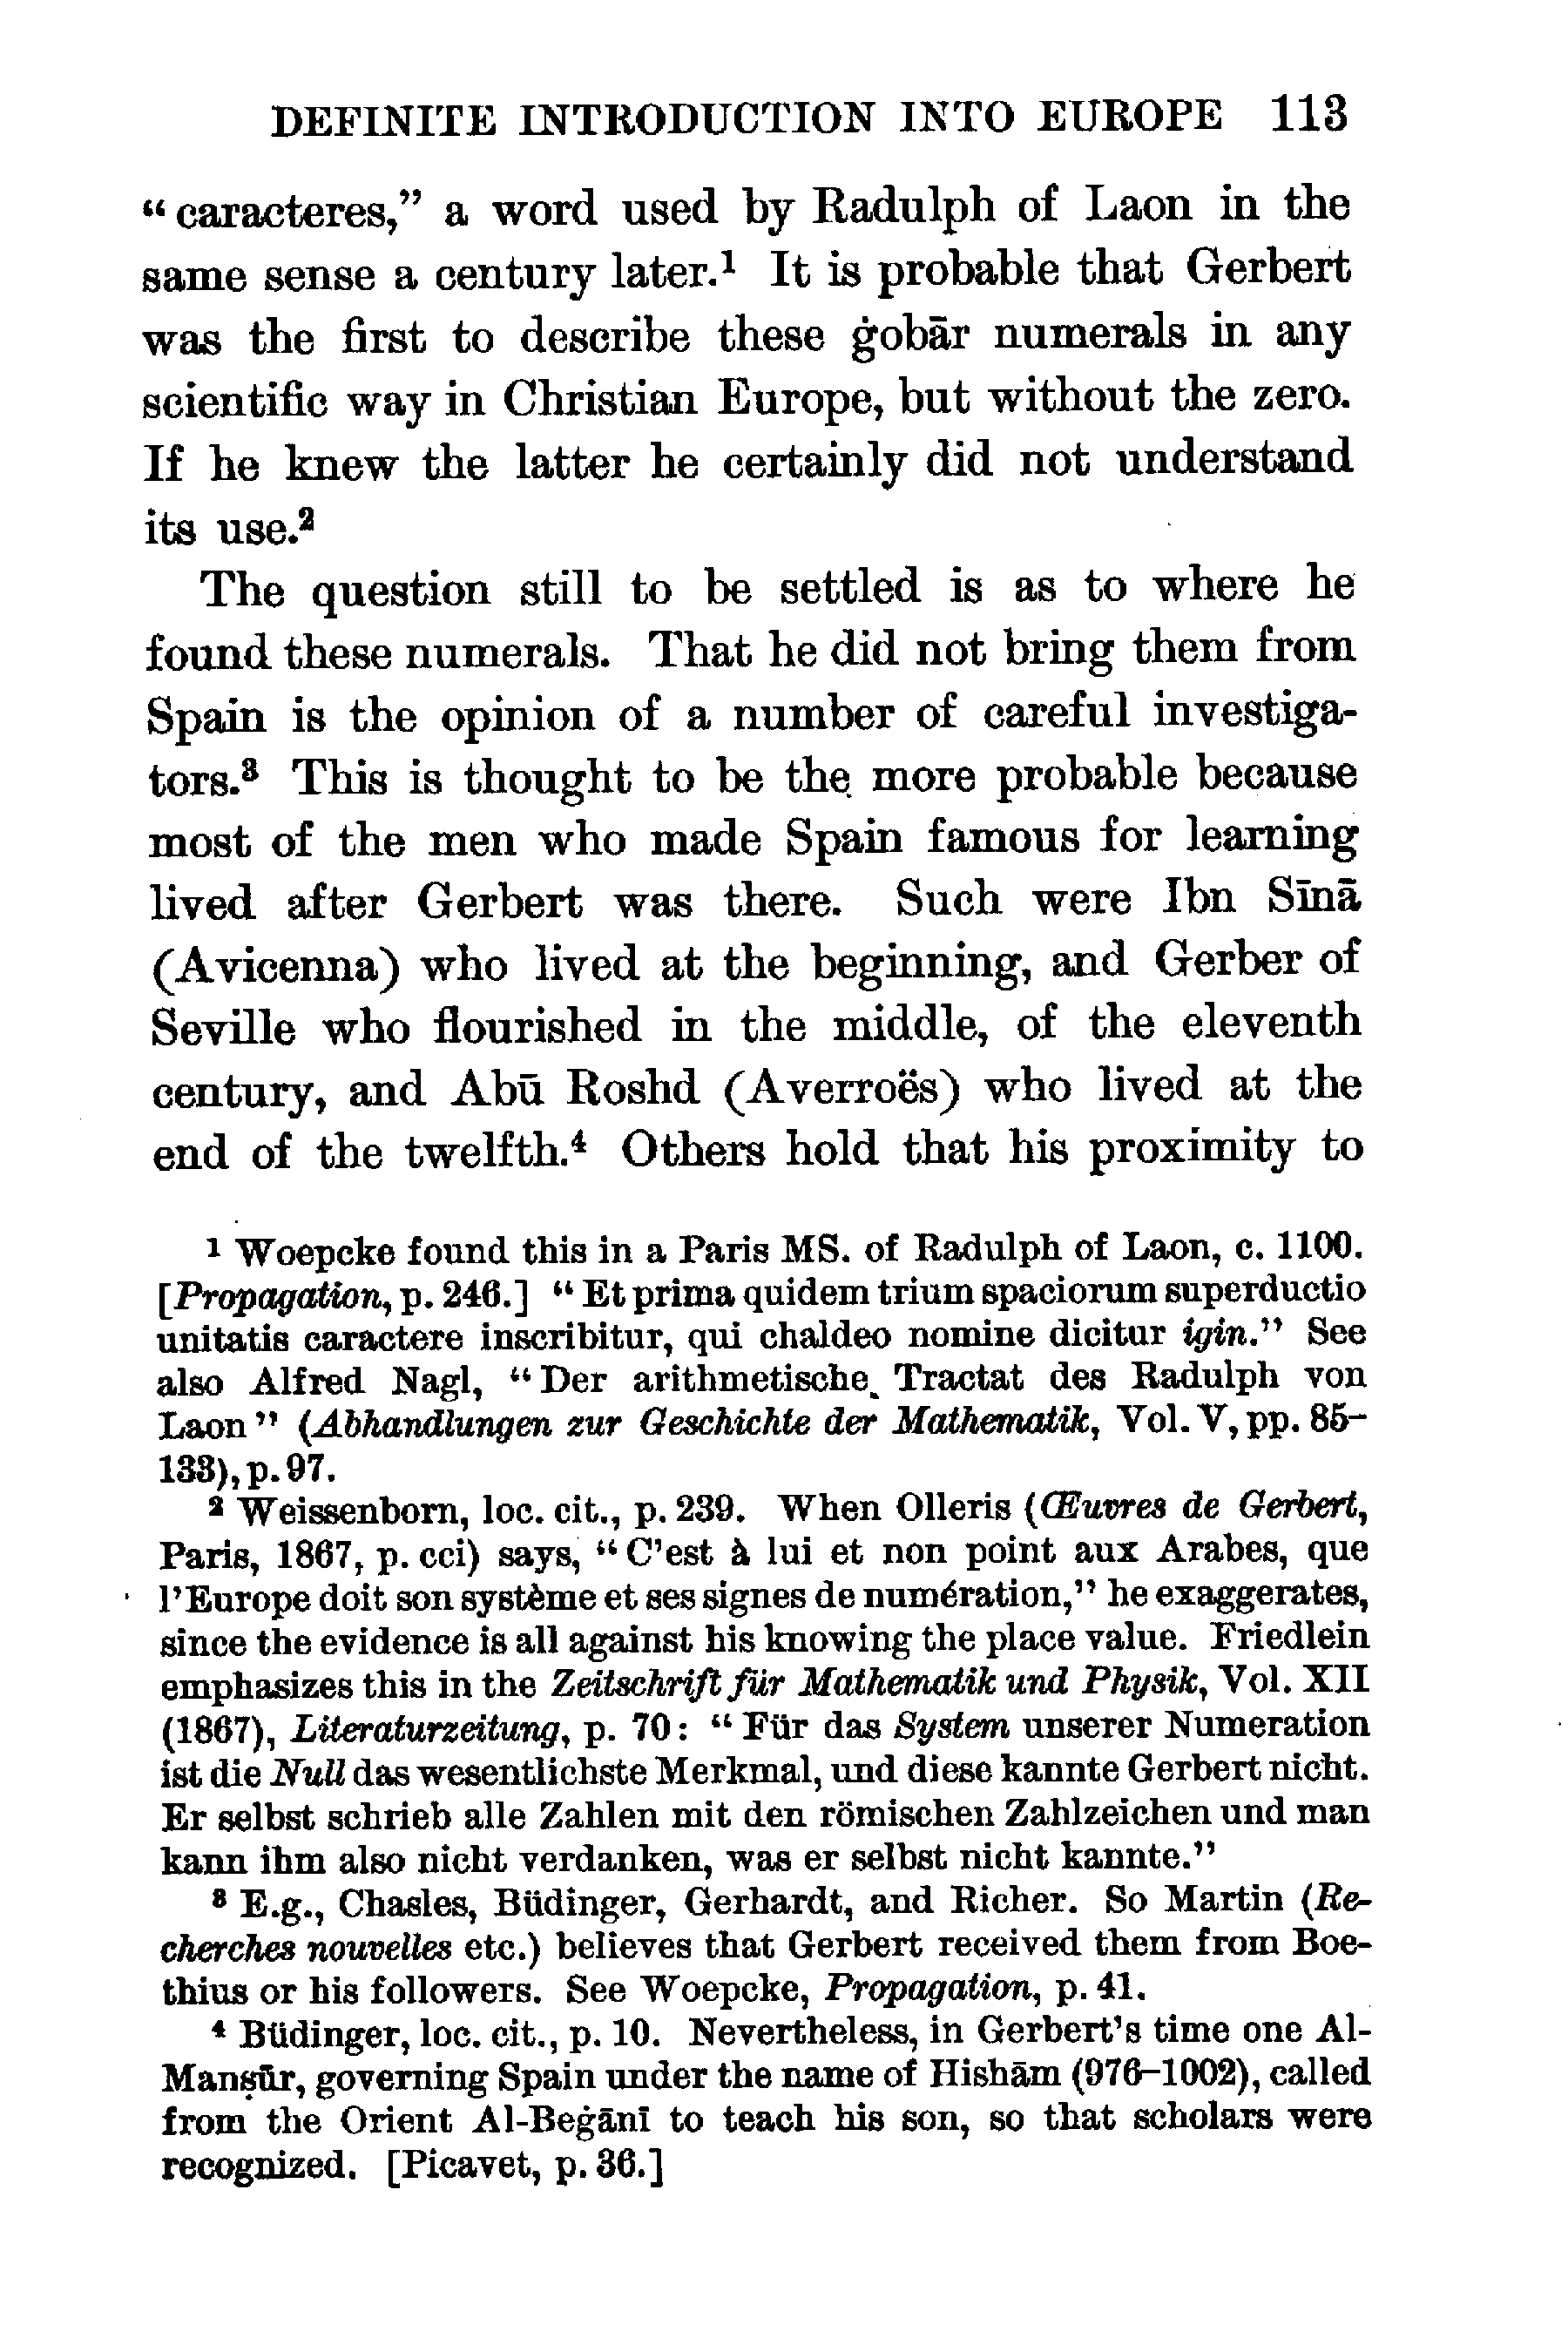 DEFINITE INTRODUCTION INTO EUROPE 113
“caracteres,” a word used by Radulph of Laon in the
same sense a century later.¹ It is probable that Gerbert
was the first to describe these ġobār numerals in any
scientific way in Christian Europe, but without the zero.
If he knew the latter he certainly did not understand
its use.²
The question still to be settled is as to where he
found these numerals. That he did not bring them from
Spain is the opinion of a number of careful investiga-
tors.³ This is thought to be the more probable because
most of the men who made Spain famous for learning
lived after Gerbert was there. Such were Ibn Sīnā
(Avicenna) who lived at the beginning, and Gerber of
Seville who flourished in the middle, of the eleventh
century, and Abū Roshd (Averroës) who lived at the
end of the twelfth.⁴ Others hold that his proximity to
¹ Woepcke found this in a Paris MS. of Radulph of Laon, c. 1100.
[Propagation, p. 246.] “Et prima quidem trium spaciorum superductio
unitatis caractere inscribitur, qui chaldeo nomine dicitur igin.” See
also Alfred Nagl, “Der arithmetische Tractat des Radulph von
Laon” (Abhandlungen zur Geschichte der Mathematik, Vol. V, pp. 85–
133), p. 97.
² Weissenborn, loc. cit., p. 239. When Olleris (Œuvres de Gerbert,
Paris, 1867, p. cci) says, “C’est à lui et non point aux Arabes, que
l’Europe doit son système et ses signes de numération,” he exaggerates,
since the evidence is all against his knowing the place value. Friedlein
emphasizes this in the Zeitschrift für Mathematik und Physik, Vol. XII
(1867), Literaturzeitung, p. 70: “Für das System unserer Numeration
ist die Null das wesentlichste Merkmal, und diese kannte Gerbert nicht.
Er selbst schrieb alle Zahlen mit den römischen Zahlzeichen und man
kann ihm also nicht verdanken, was er selbst nicht kannte.”
³ E.g., Chasles, Büdinger, Gerhardt, and Richer. So Martin (Re-
cherches nouvelles etc.) believes that Gerbert received them from Boe-
thius or his followers. See Woepcke, Propagation, p. 41.
⁴ Büdinger, loc. cit., p. 10. Nevertheless, in Gerbert’s time one Al-
Manṣūr, governing Spain under the name of Hishām (976–1002), called
from the Orient Al-Beġānī to teach his son, so that scholars were
recognized. [Picavet, p. 36.]